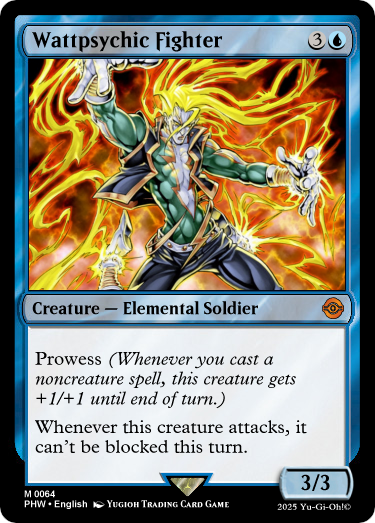 Wattpsychic Fighter 3
Creature — Elemental Soldier
Prowess (Whenever you cast a
noncreature spell, this creature gets
+1/+1 until end of turn.)
Whenever this creature attacks, it
can't be blocked this turn.
3/3
M 0064
PHW • English YUGIOH TRADING CARD GAME
2025 Yu-Gi-Oh!©